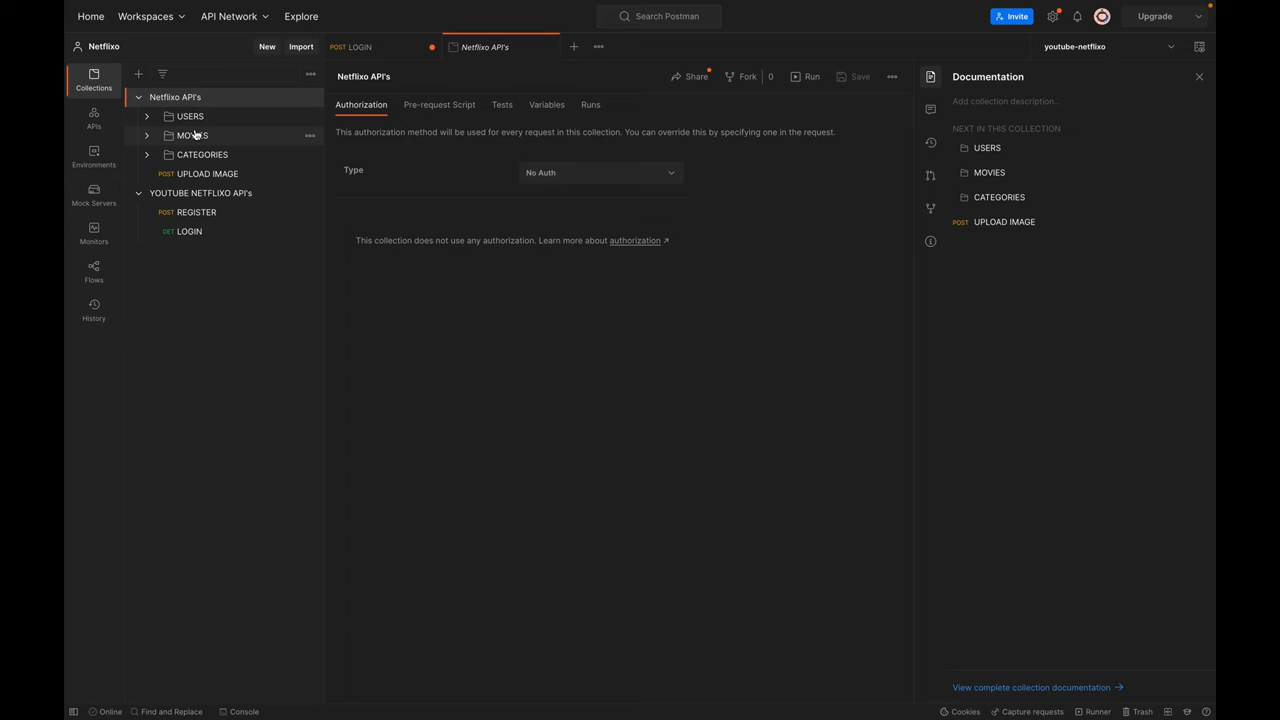 Home Workspaces API Network Explore Search Postman Invite Upgrade
Netflixo New Import POST LOGIN Netflixo API's youtube-netflixo
Collections
APIs
Environments
Mock Servers
Monitors
Flows
History
Netflixo API's
USERS
MOVIES
CATEGORIES
POST UPLOAD IMAGE
YOUTUBE NETFLIXO API's
POST REGISTER
GET LOGIN
Netflixo API's Share Fork 0 Run Save
Authorization Pre-request Script Tests Variables Runs
This authorization method will be used for every request in this collection. You can override this by specifying one in the request.
Type No Auth
This collection does not use any authorization. Learn more about authorization ↗
Documentation
Add collection description...
NEXT IN THIS COLLECTION
USERS
MOVIES
CATEGORIES
POST UPLOAD IMAGE
View complete collection documentation →
Online Find and Replace Console Cookies Capture requests Runner Trash